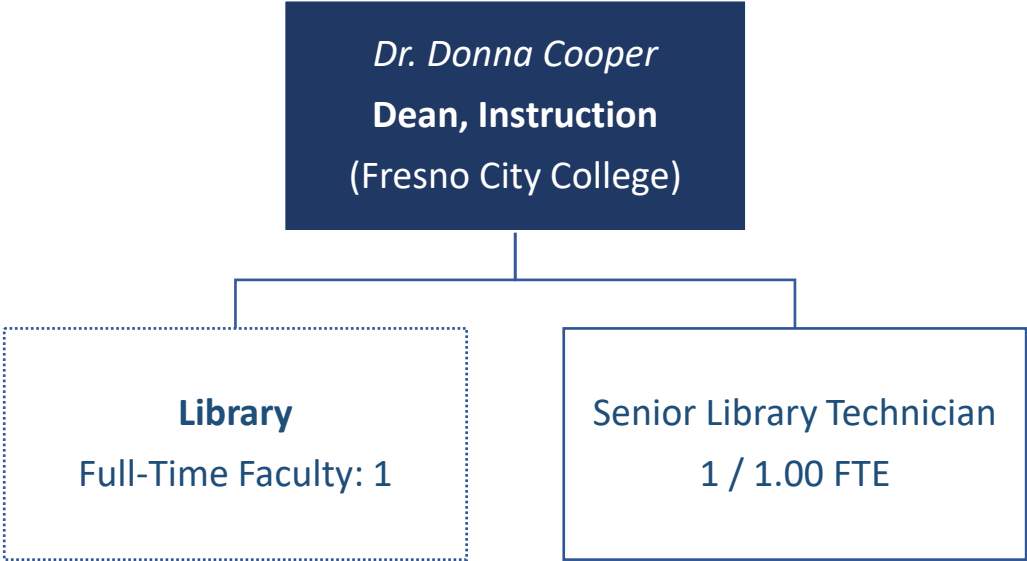 Dr. Donna Cooper
Dean, Instruction
(Fresno City College)
Library
Full-Time Faculty: 1
Senior Library Technician
1 / 1.00 FTE